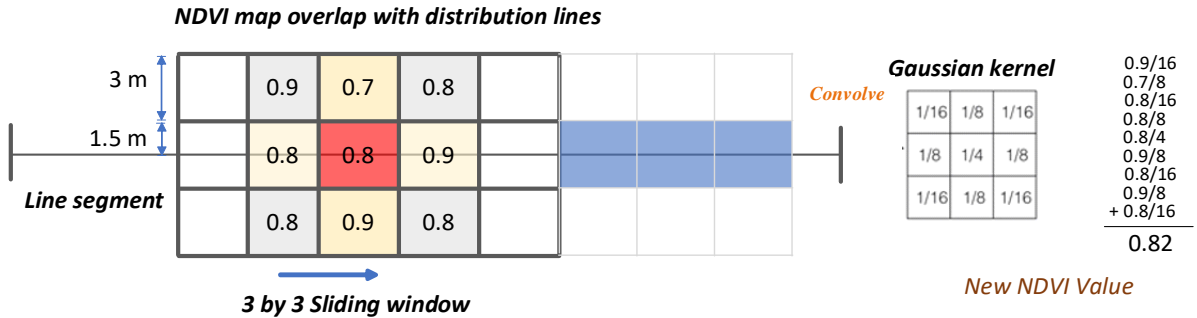 NDVI map overlap with distribution lines
3 m
1.5 m
Line segment
0.9 0.7 0.8
0.8 0.8 0.9
0.8 0.9 0.8
3 by 3 Sliding window
Convolve
Gaussian kernel
1/16 1/8 1/16
1/8 1/4 1/8
1/16 1/8 1/16
0.9/16
0.7/8
0.8/16
0.8/8
0.8/4
0.9/8
0.8/16
0.9/8
+ 0.8/16
0.82
New NDVI Value